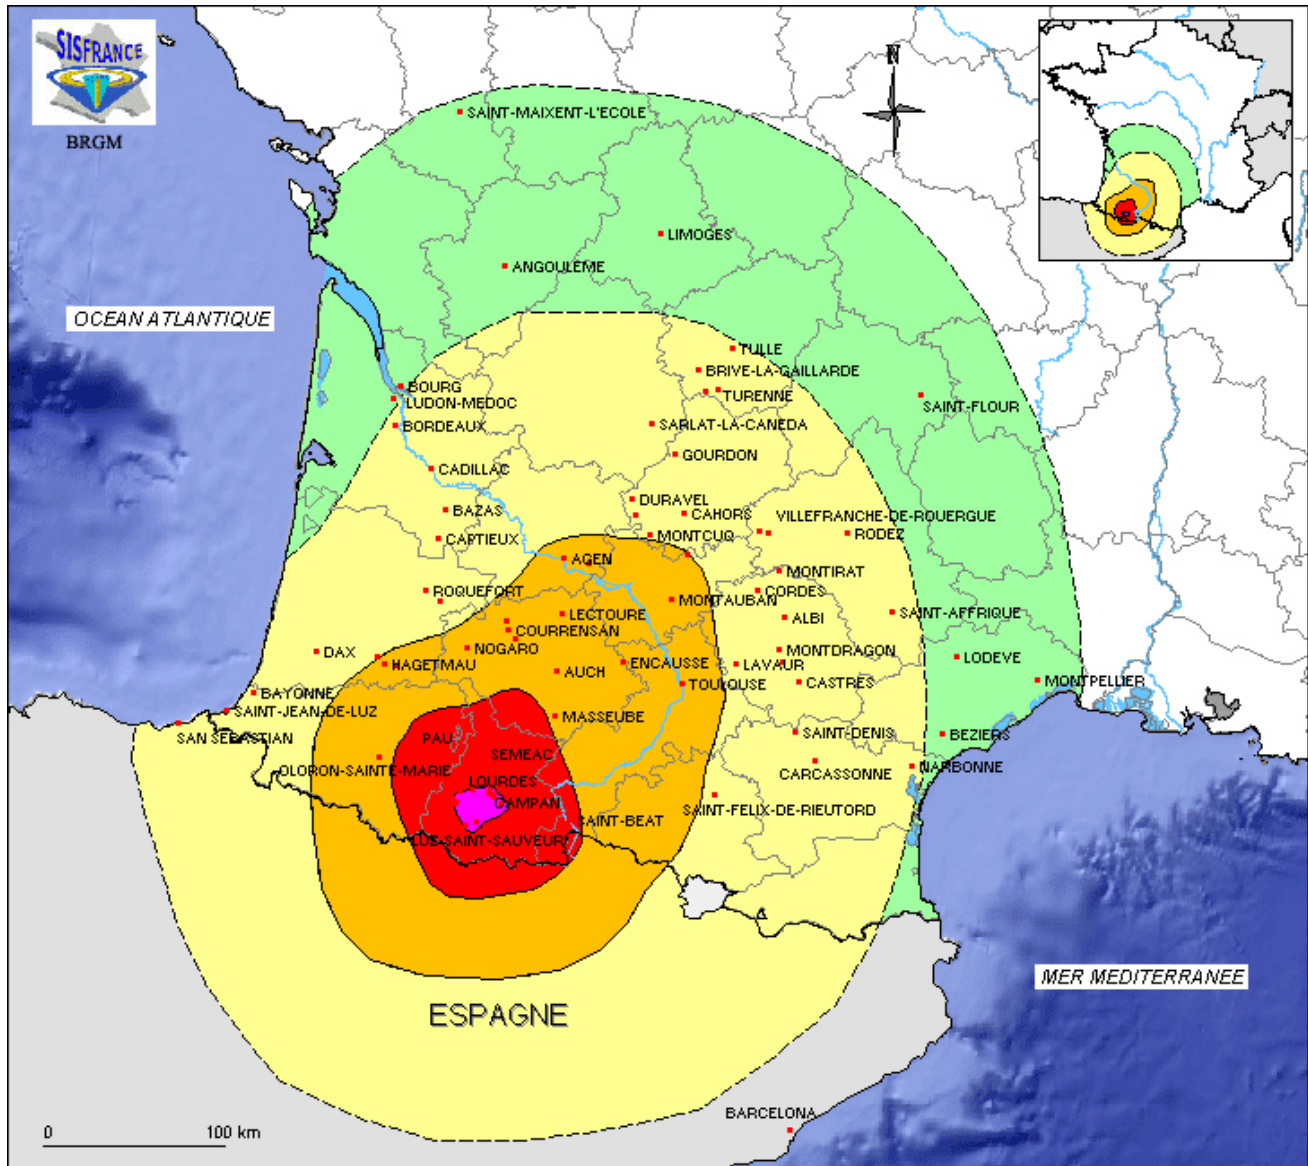 SISFRANCE
BRGM
N
SAINT-MAIXENT-L'ECOLE
LIMOGES
ANGOULEME
OCEAN ATLANTIQUE
TULLE
BRIVE-LA-GAILLARDE
BOURG
TURENNE
LUDON-MEDOC
SAINT-FLOUR
BORDEAUX
SARLAT-LA-CANEDA
GOURDON
CADILLAC
DURAVEL
BAZAS
CAHORS
VILLEFRANCHE-DE-ROUERGUE
CAPTIEUX
MONTCUQ
RODEZ
AGEN
MONTIRAT
ROQUEFORT
CORDES
MONTAUBAN
LECTOURE
SAINT-AFFRIQUE
ALBI
COURRENSAN
NOGARO
DAX
MONTDRAGON
LODEVE
HAGETMAU
ENCAUSSE
LAVAUR
AUCH
TOULOUSE
CASTRES
MONTPELLIER
BAYONNE
SAINT-JEAN-DE-LUZ
MASSEUBE
SAN SEBASTIAN
PAU
SAINT-DENIS
BEZIERS
SEMEAC
OLORON-SAINTE-MARIE
CARCASSONNE
NARBONNE
LOURDES
CAMPAN
SAINT-FELIX-DE-RIEUTORD
SAINT-BEAT
LUZ-SAINT-SAUVEUR
MER MEDITERRANEE
ESPAGNE
BARCELONA
0 100 km